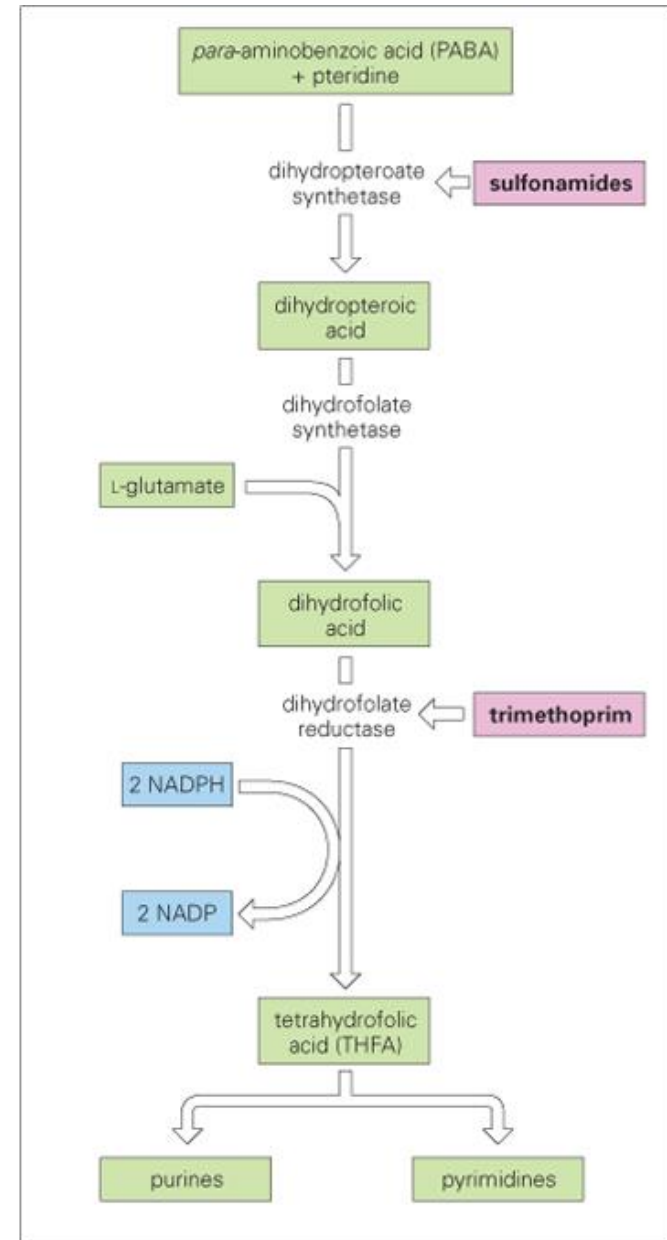 para-aminobenzoic acid (PABA)
+ pteridine
dihydropteroate
synthetase
sulfonamides
dihydropteroic
acid
dihydrofolate
synthetase
L-glutamate
dihydrofolic
acid
dihydrofolate
reductase
trimethoprim
2 NADPH
2 NADP
tetrahydrofolic
acid (THFA)
purines
pyrimidines